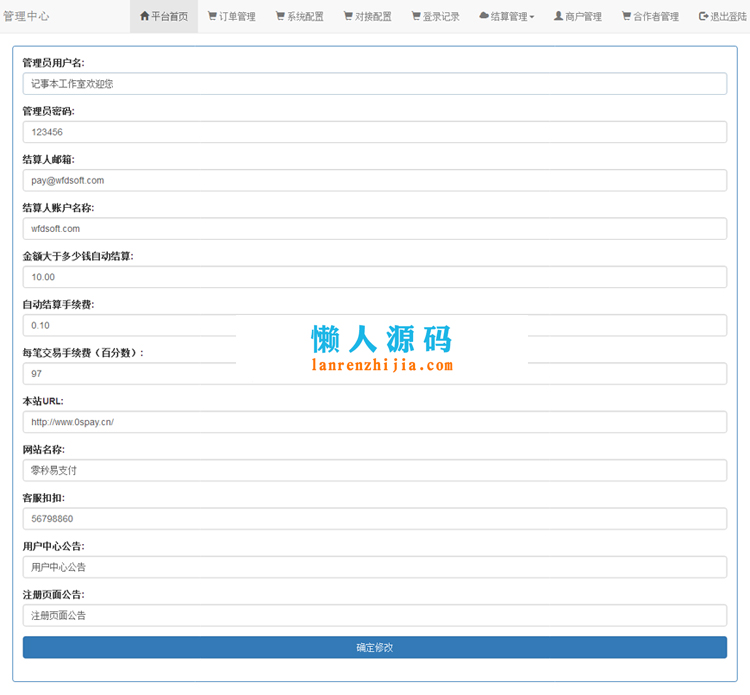 管理中心 平台首页 订单管理 系统配置 对接配置 登录记录 结算管理 商户管理 合作者管理 退出登陆
管理员用户名:
记事本工作室欢迎您
管理员密码:
123456
结算人邮箱:
pay@wfdsoft.com
结算人账户名称:
wfdsoft.com
金额大于多少钱自动结算:
10.00
自动结算手续费:
0.10
懒人源码
每笔交易手续费（百分数）:
lanrenzhijia.com
97
本站URL:
http://www.0spay.cn/
网站名称:
零秒易支付
客服扣扣:
56798860
用户中心公告:
用户中心公告
注册页面公告:
注册页面公告
确定修改